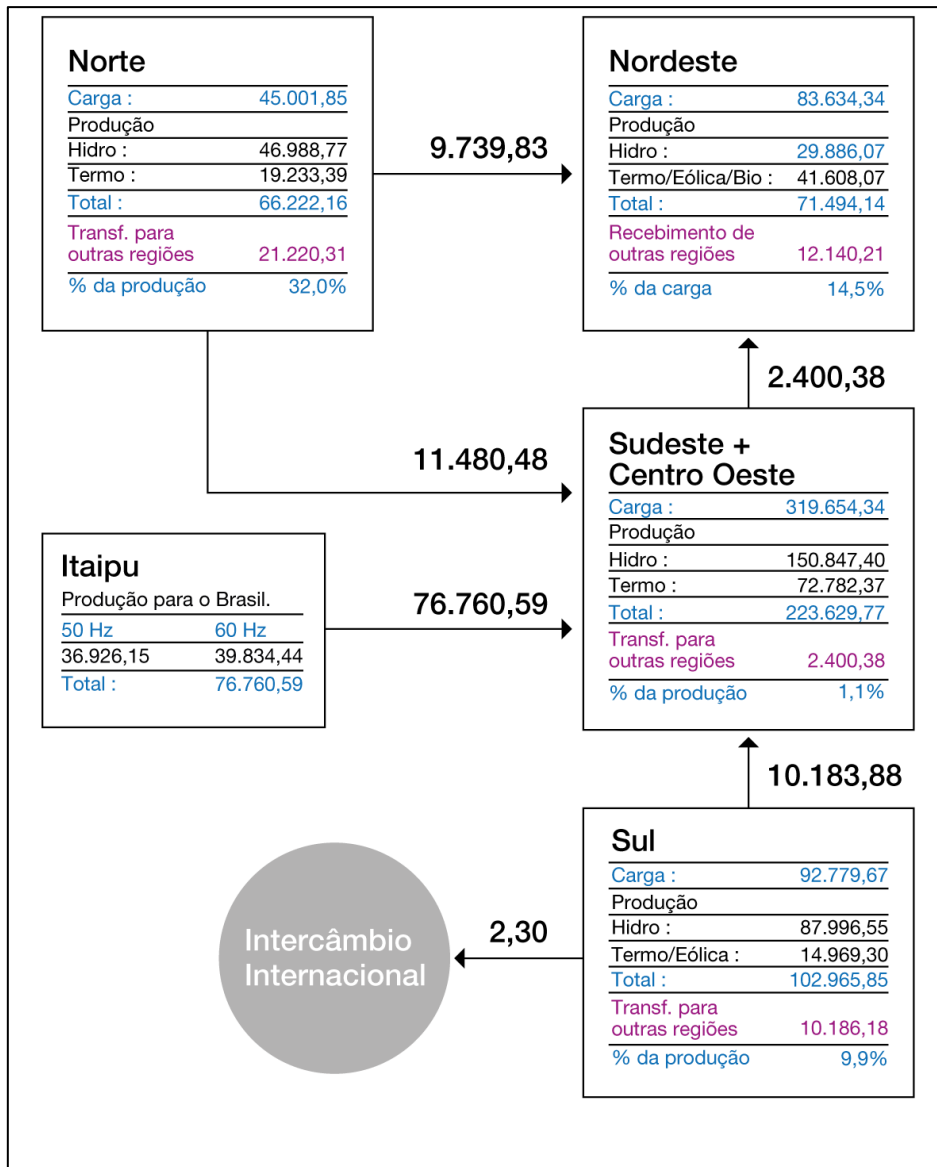 Norte
Carga : 45.001,85
Produção
Hidro : 46.988,77
Termo : 19.233,39
Total : 66.222,16
Transf. para
outras regiões 21.220,31
% da produção 32,0%
9.739,83
Nordeste
Carga : 83.634,34
Produção
Hidro : 29.886,07
Termo/Eólica/Bio : 41.608,07
Total : 71.494,14
Recebimento de
outras regiões 12.140,21
% da carga 14,5%
2.400,38
11.480,48
Sudeste +
Centro Oeste
Carga : 319.654,34
Produção
Hidro : 150.847,40
Termo : 72.782,37
Total : 223.629,77
Transf. para
outras regiões 2.400,38
% da produção 1,1%
Itaipu
Produção para o Brasil.
50 Hz 60 Hz
36.926,15 39.834,44
Total : 76.760,59
76.760,59
10.183,88
Sul
Carga : 92.779,67
Produção
Hidro : 87.996,55
Termo/Eólica : 14.969,30
Total : 102.965,85
Transf. para
outras regiões 10.186,18
% da produção 9,9%
2,30
Intercâmbio
Internacional